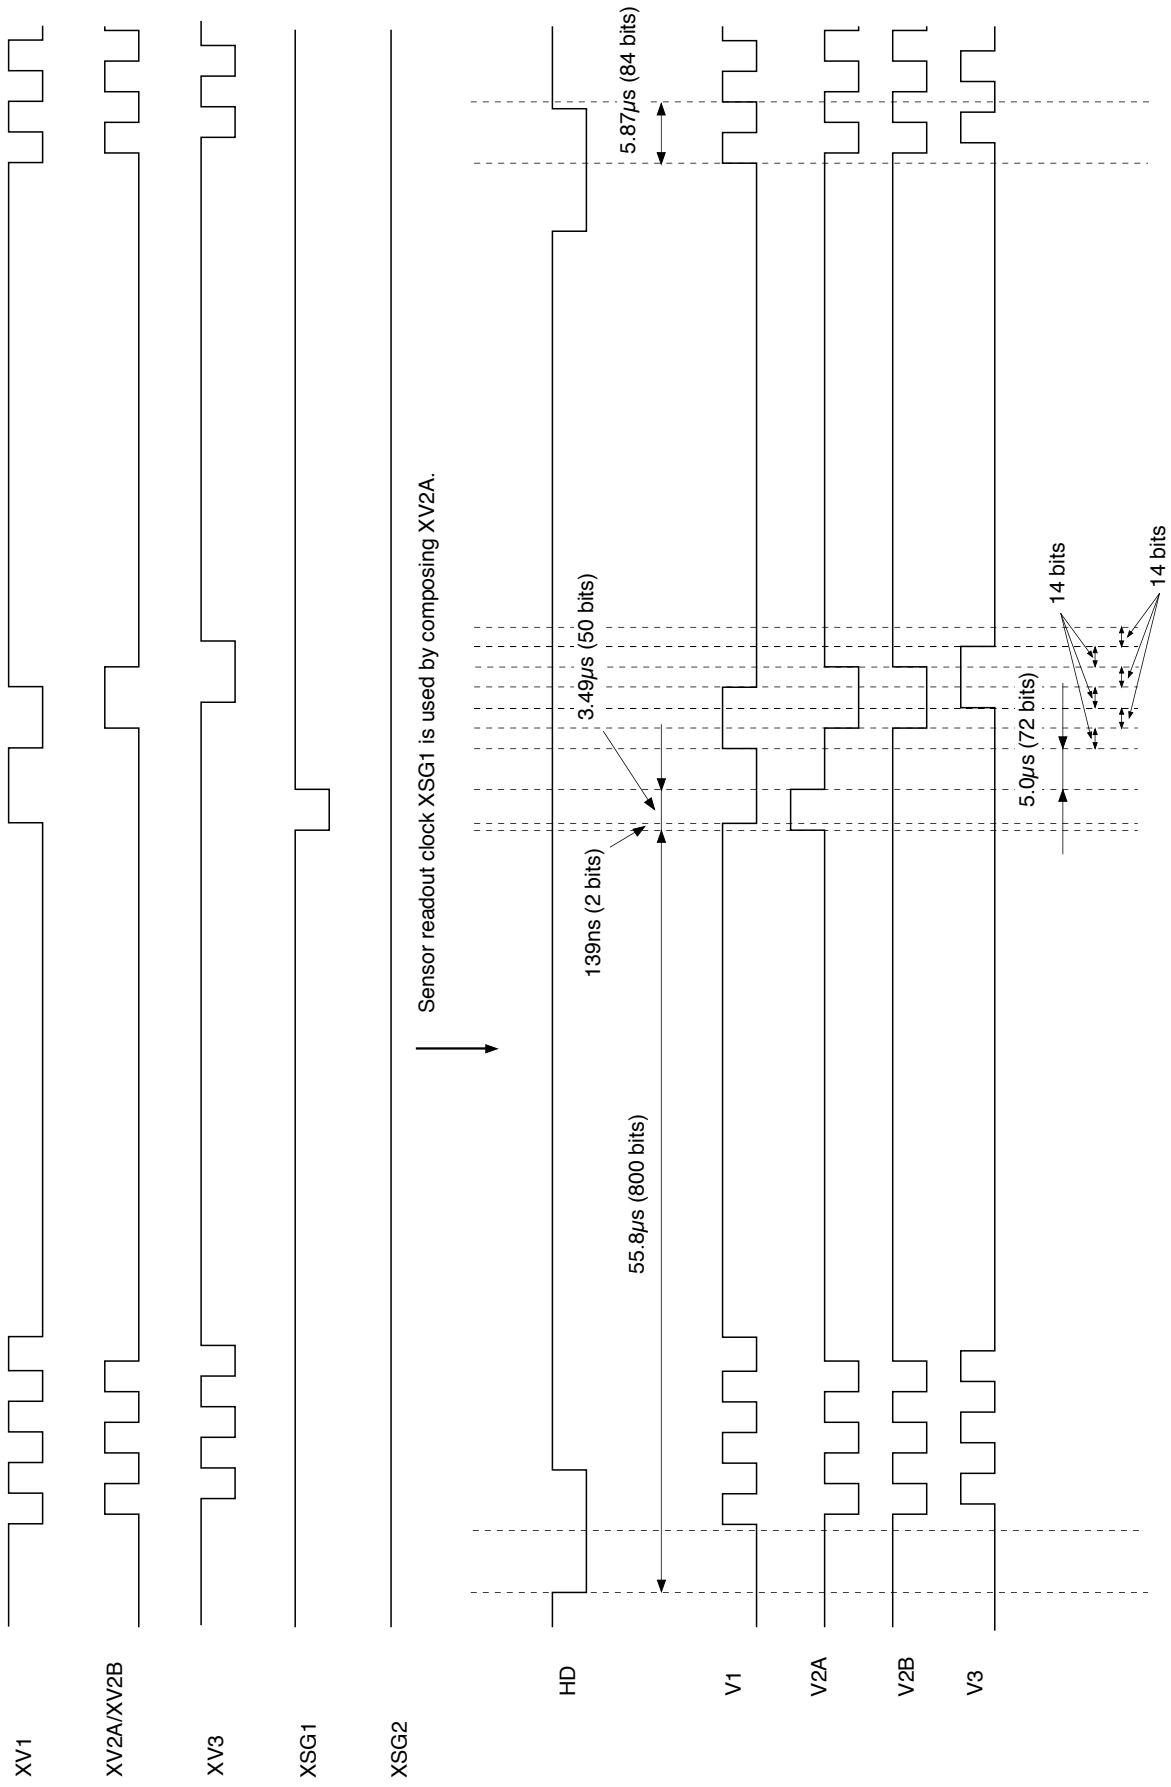 XV1
XV2A/XV2B
XV3
XSG1
XSG2
Sensor readout clock XSG1 is used by composing XV2A.
HD
55.8μs (800 bits)
139ns (2 bits)
3.49μs (50 bits)
5.87μs (84 bits)
V1
V2A
V2B
V3
5.0μs (72 bits)
14 bits
14 bits